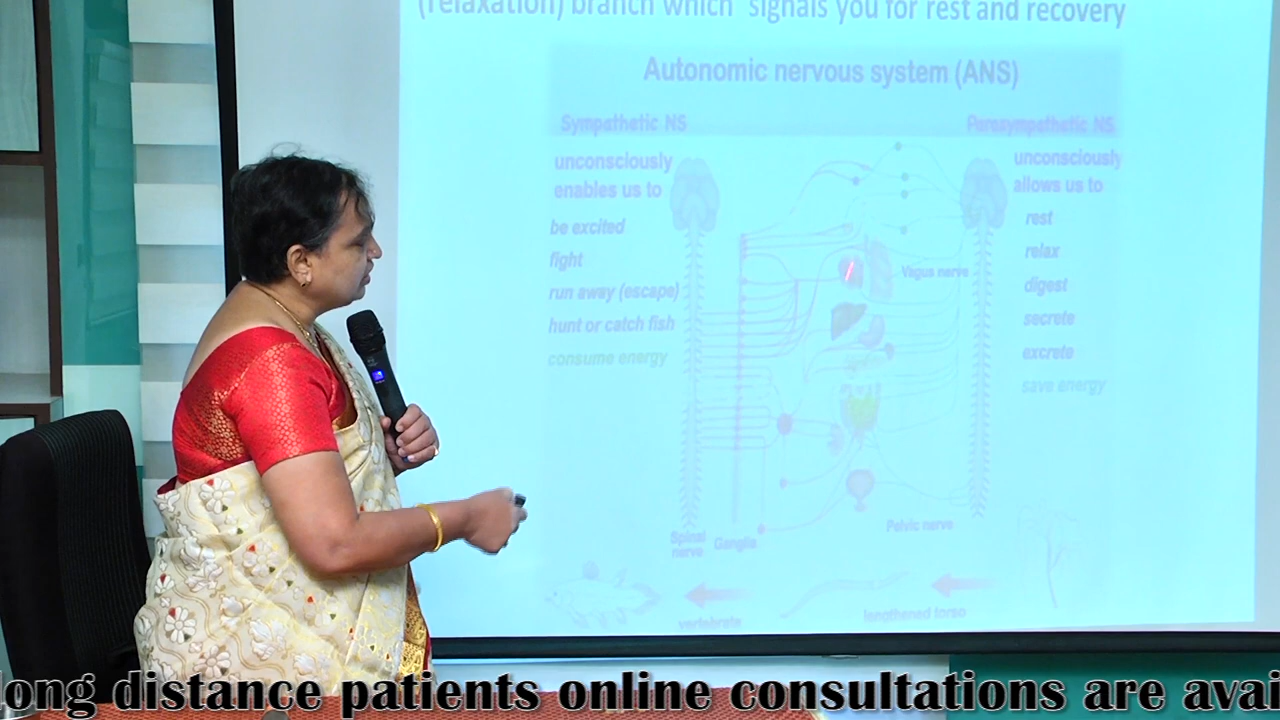 (relaxation) branch which signals you for rest and recovery
Autonomic nervous system (ANS)
Sympathetic NS
Parasympathetic NS
unconsciously
enables us to
be excited
fight
run away (escape)
hunt or catch fish
consume energy
unconsciously
allows us to
rest
relax
digest
secrete
excrete
save energy
Vagus nerve
Pelvic nerve
Spinal
nerve
Ganglia
vertebrate
lengthened torso
long distance patients online consultations are avai